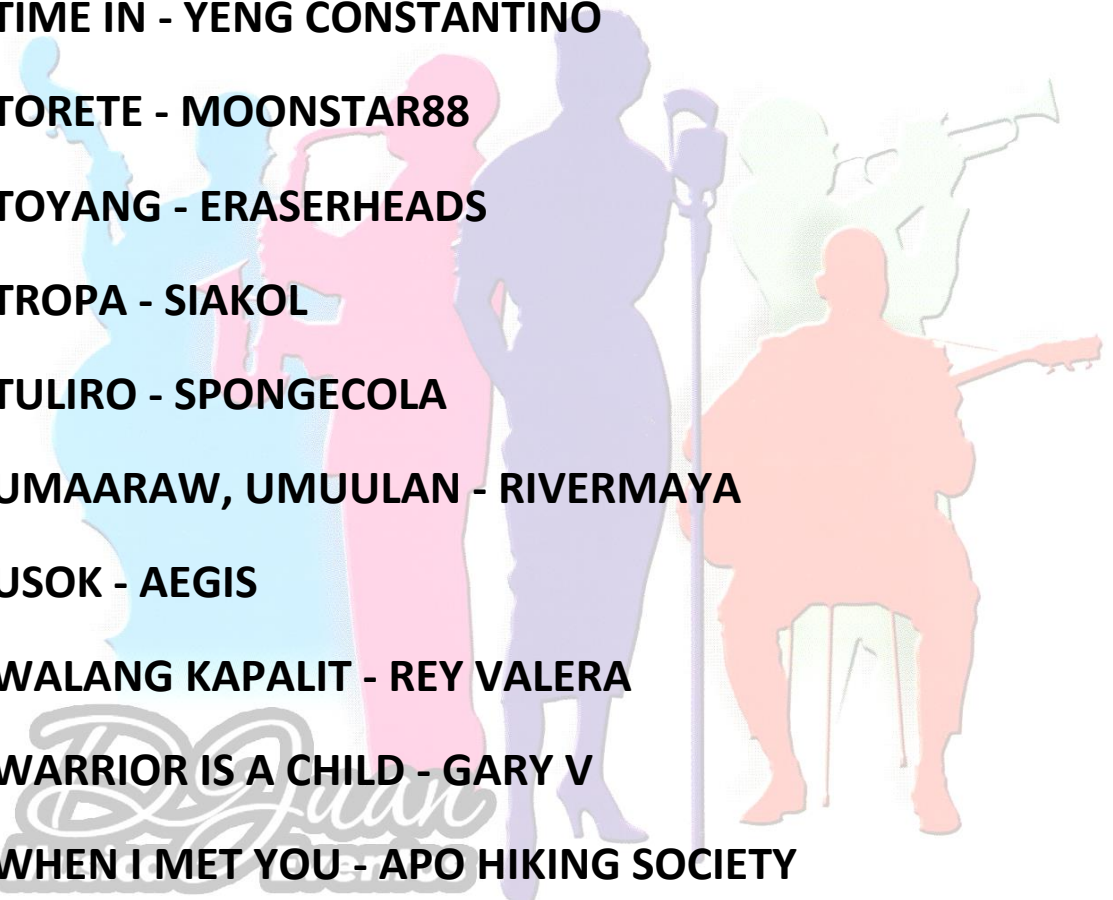 TIME IN - YENG CONSTANTINO
TORETE - MOONSTAR88
TOYANG - ERASERHEADS
TROPA - SIAKOL
TULIRO - SPONGECOLA
UMAARAW, UMUULAN - RIVERMAYA
USOK - AEGIS
WALANG KAPALIT - REY VALERA
WARRIOR IS A CHILD - GARY V
DJuan
WHEN I MET YOU - APO HIKING SOCIETY